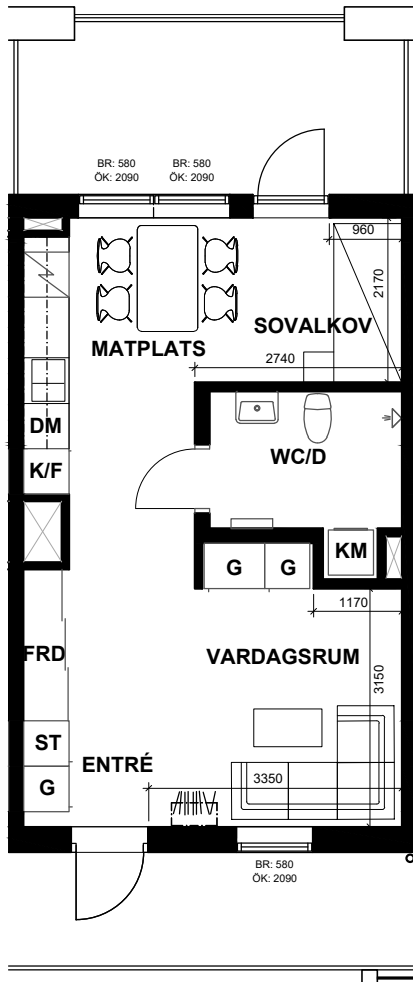 BR: 580 BR: 580
ÖK: 2090 ÖK: 2090
960
2170
SOVALKOV
MATPLATS
2740
DM
WC/D
K/F
KM
G G
1170
FRD
VARDAGSRUM
3150
ST
ENTRÉ
3350
G
BR: 580
ÖK: 2090